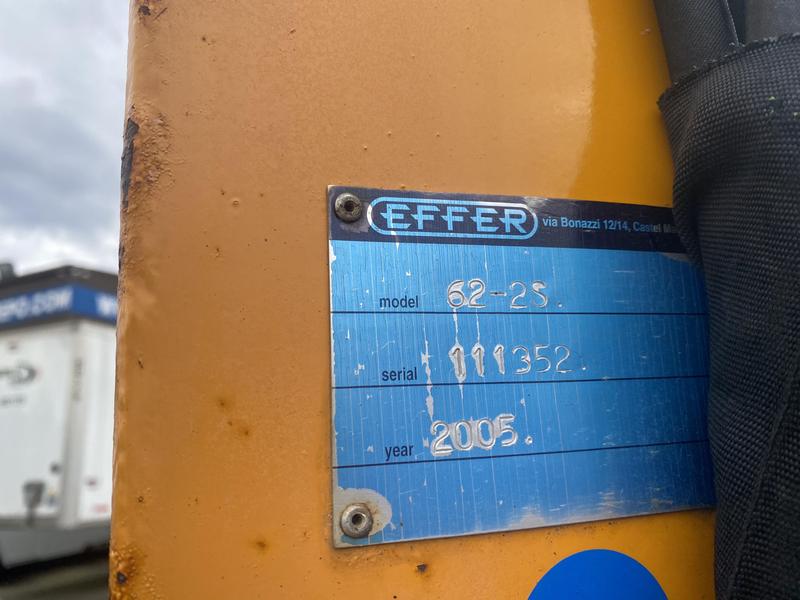 EFFER via Bonazzi 12/14, Castel
model 62-2S.
serial 111352.
year 2005.